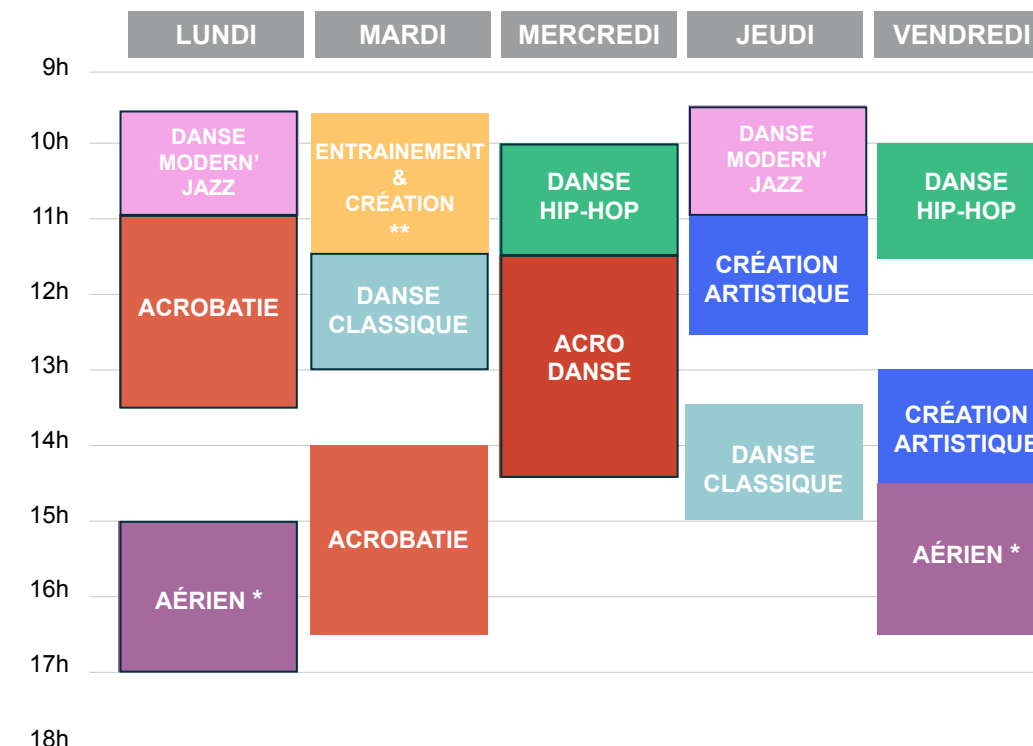 LUNDI
MARDI
MERCREDI
JEUDI
VENDREDI
9h
10h
11h
12h
13h
14h
15h
16h
17h
18h
DANSE
MODERN’
JAZZ
ACROBATIE
AÉRIEN *
ENTRAINEMENT
&
CRÉATION
**
DANSE
CLASSIQUE
ACROBATIE
DANSE
HIP-HOP
ACRO
DANSE
DANSE
MODERN’
JAZZ
CRÉATION
ARTISTIQUE
DANSE
CLASSIQUE
DANSE
HIP-HOP
CRÉATION
ARTISTIQUE
AÉRIEN *